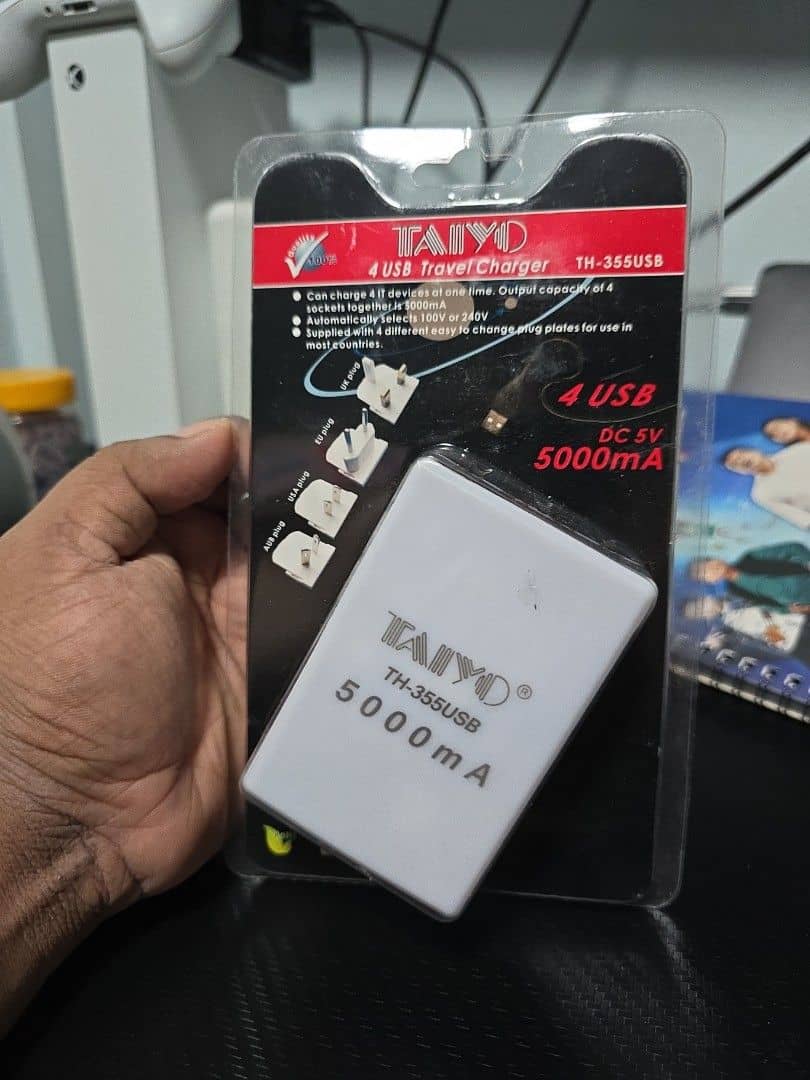 Quality
100%
TAIYO
4 USB Travel Charger TH-355USB
Can charge 4 IT devices at one time. Output capacity of 4
sockets together is 5000mA
Automatically selects 100V or 240V
Supplied with 4 different easy to change plug plates for use in
most countries.
UK plug
EU plug
USA plug
AUS plug
4 USB
DC 5V
5000mA
TAIYO®
TH-355USB
5000mA